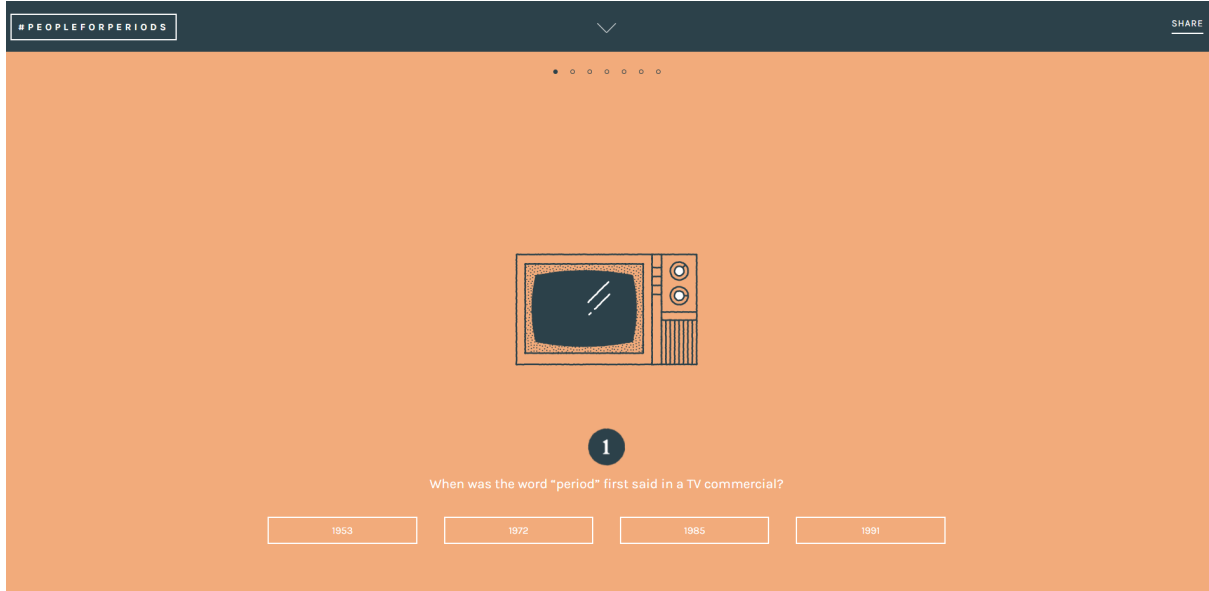 #PEOPLEFORPERIODS
SHARE
1
When was the word “period” first said in a TV commercial?
1953
1972
1985
1991